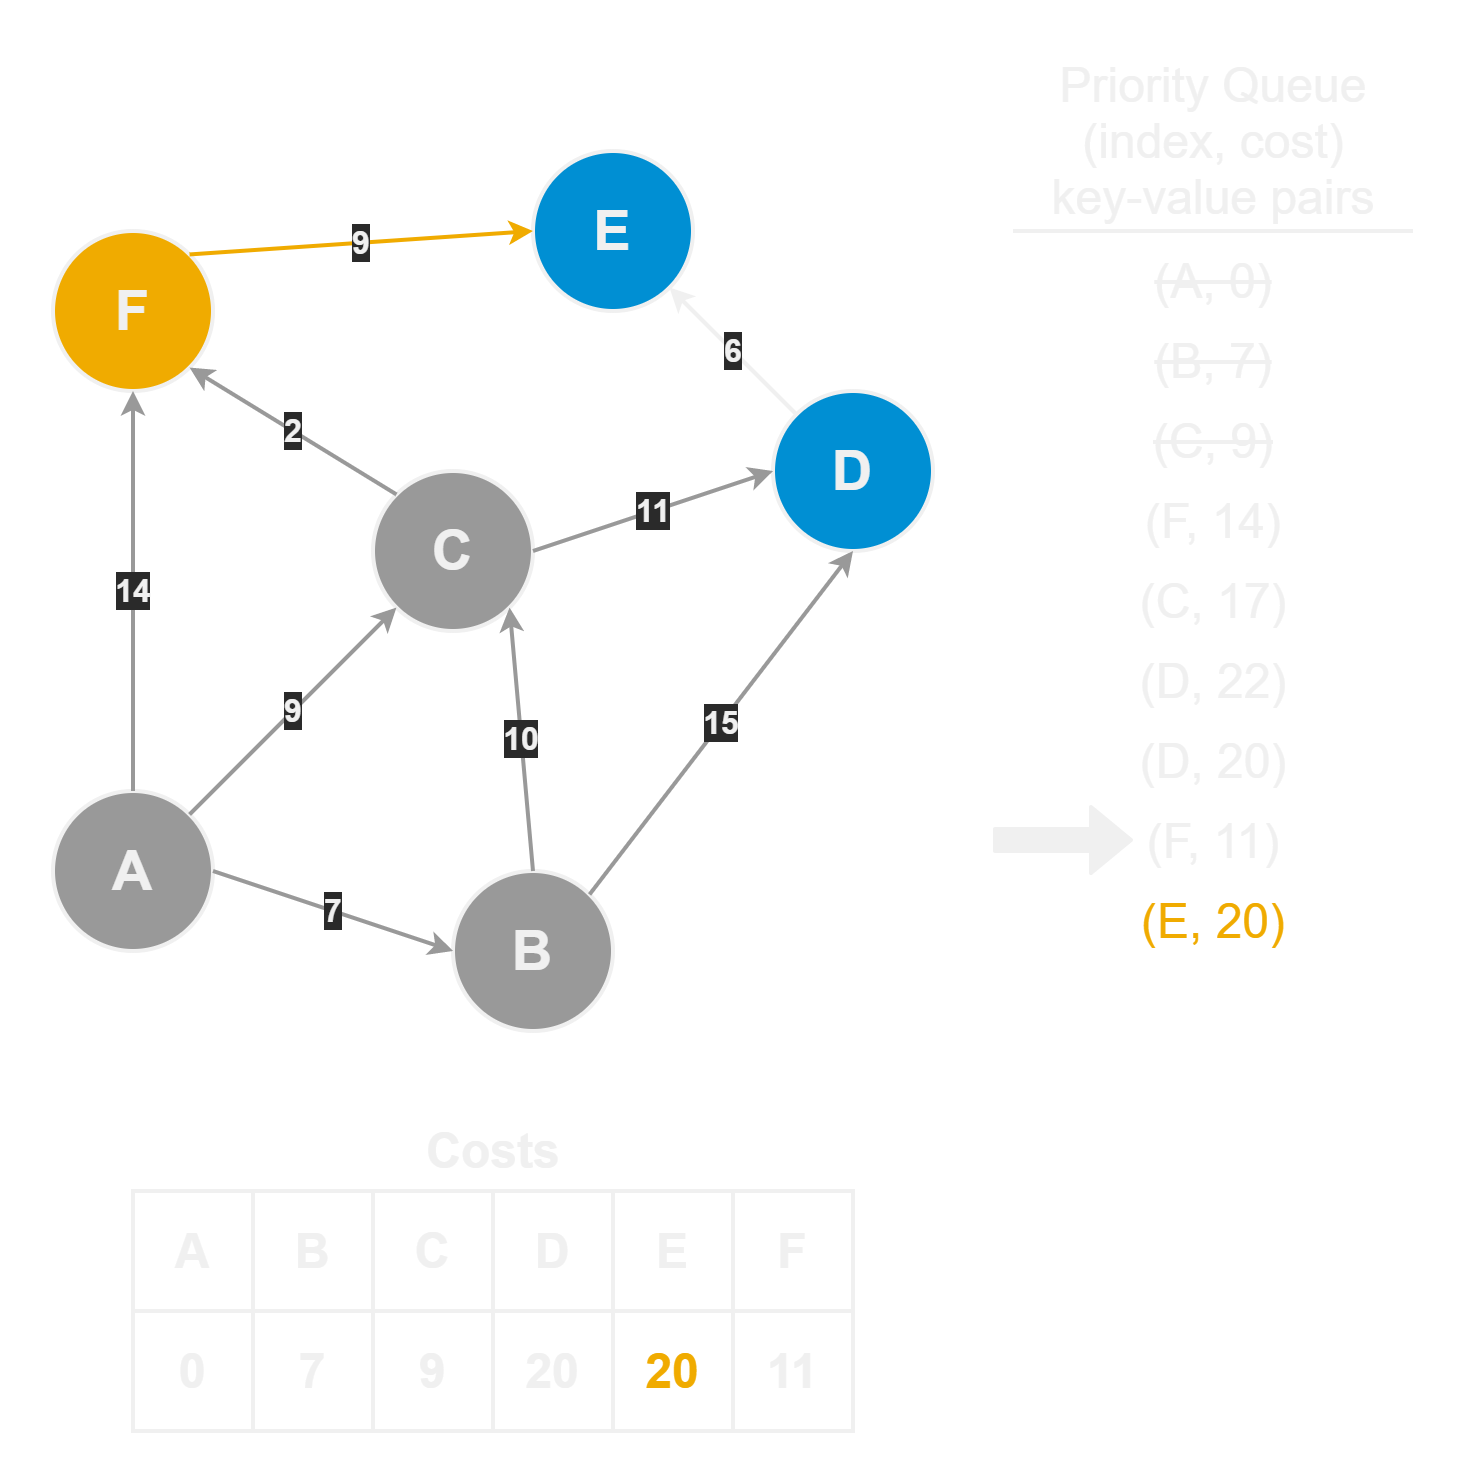 Priority Queue
(index, cost)
key-value pairs
(A, 0)
(B, 7)
(C, 9)
(F, 14)
(C, 17)
(D, 22)
(D, 20)
(F, 11)
(E, 20)
E
9
F
6
2
D
11
C
14
9
15
10
A
7
B
Costs
A B C D E F
0 7 9 20 20 11